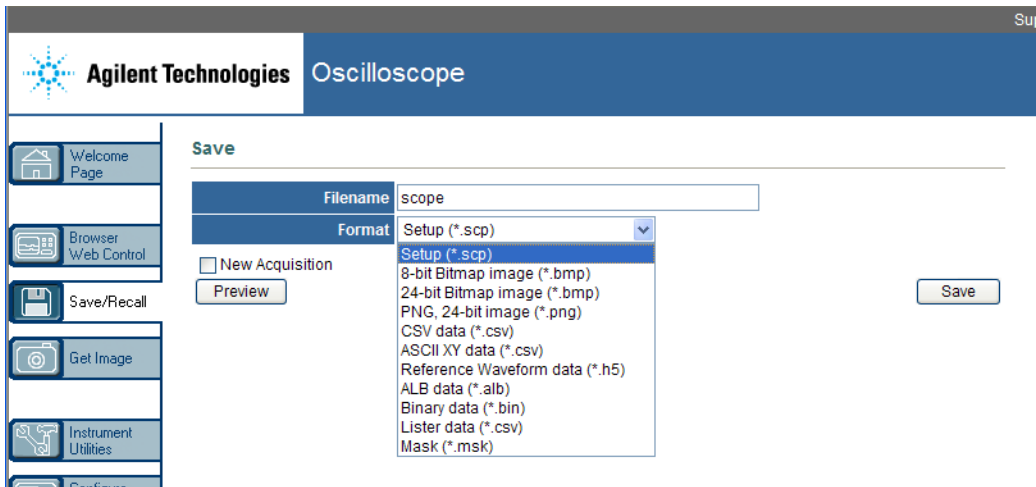 Agilent Technologies
Oscilloscope
Welcome
Page
Browser
Web Control
Save/Recall
Get Image
Instrument
Utilities
Save
Filename scope
Format Setup (*.scp)
Setup (*.scp)
8-bit Bitmap image (*.bmp)
24-bit Bitmap image (*.bmp)
PNG, 24-bit image (*.png)
CSV data (*.csv)
ASCII XY data (*.csv)
Reference Waveform data (*.h5)
ALB data (*.alb)
Binary data (*.bin)
Lister data (*.csv)
Mask (*.msk)
New Acquisition
Preview
Save